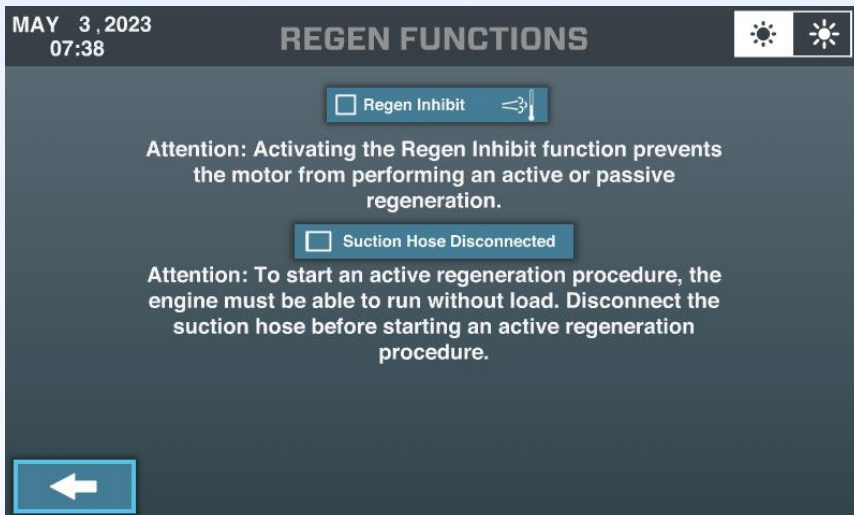 MAY 3,2023
07:38
REGEN FUNCTIONS
Regen Inhibit
Attention: Activating the Regen Inhibit function prevents
the motor from performing an active or passive
regeneration.
Suction Hose Disconnected
Attention: To start an active regeneration procedure, the
engine must be able to run without load. Disconnect the
suction hose before starting an active regeneration
procedure.